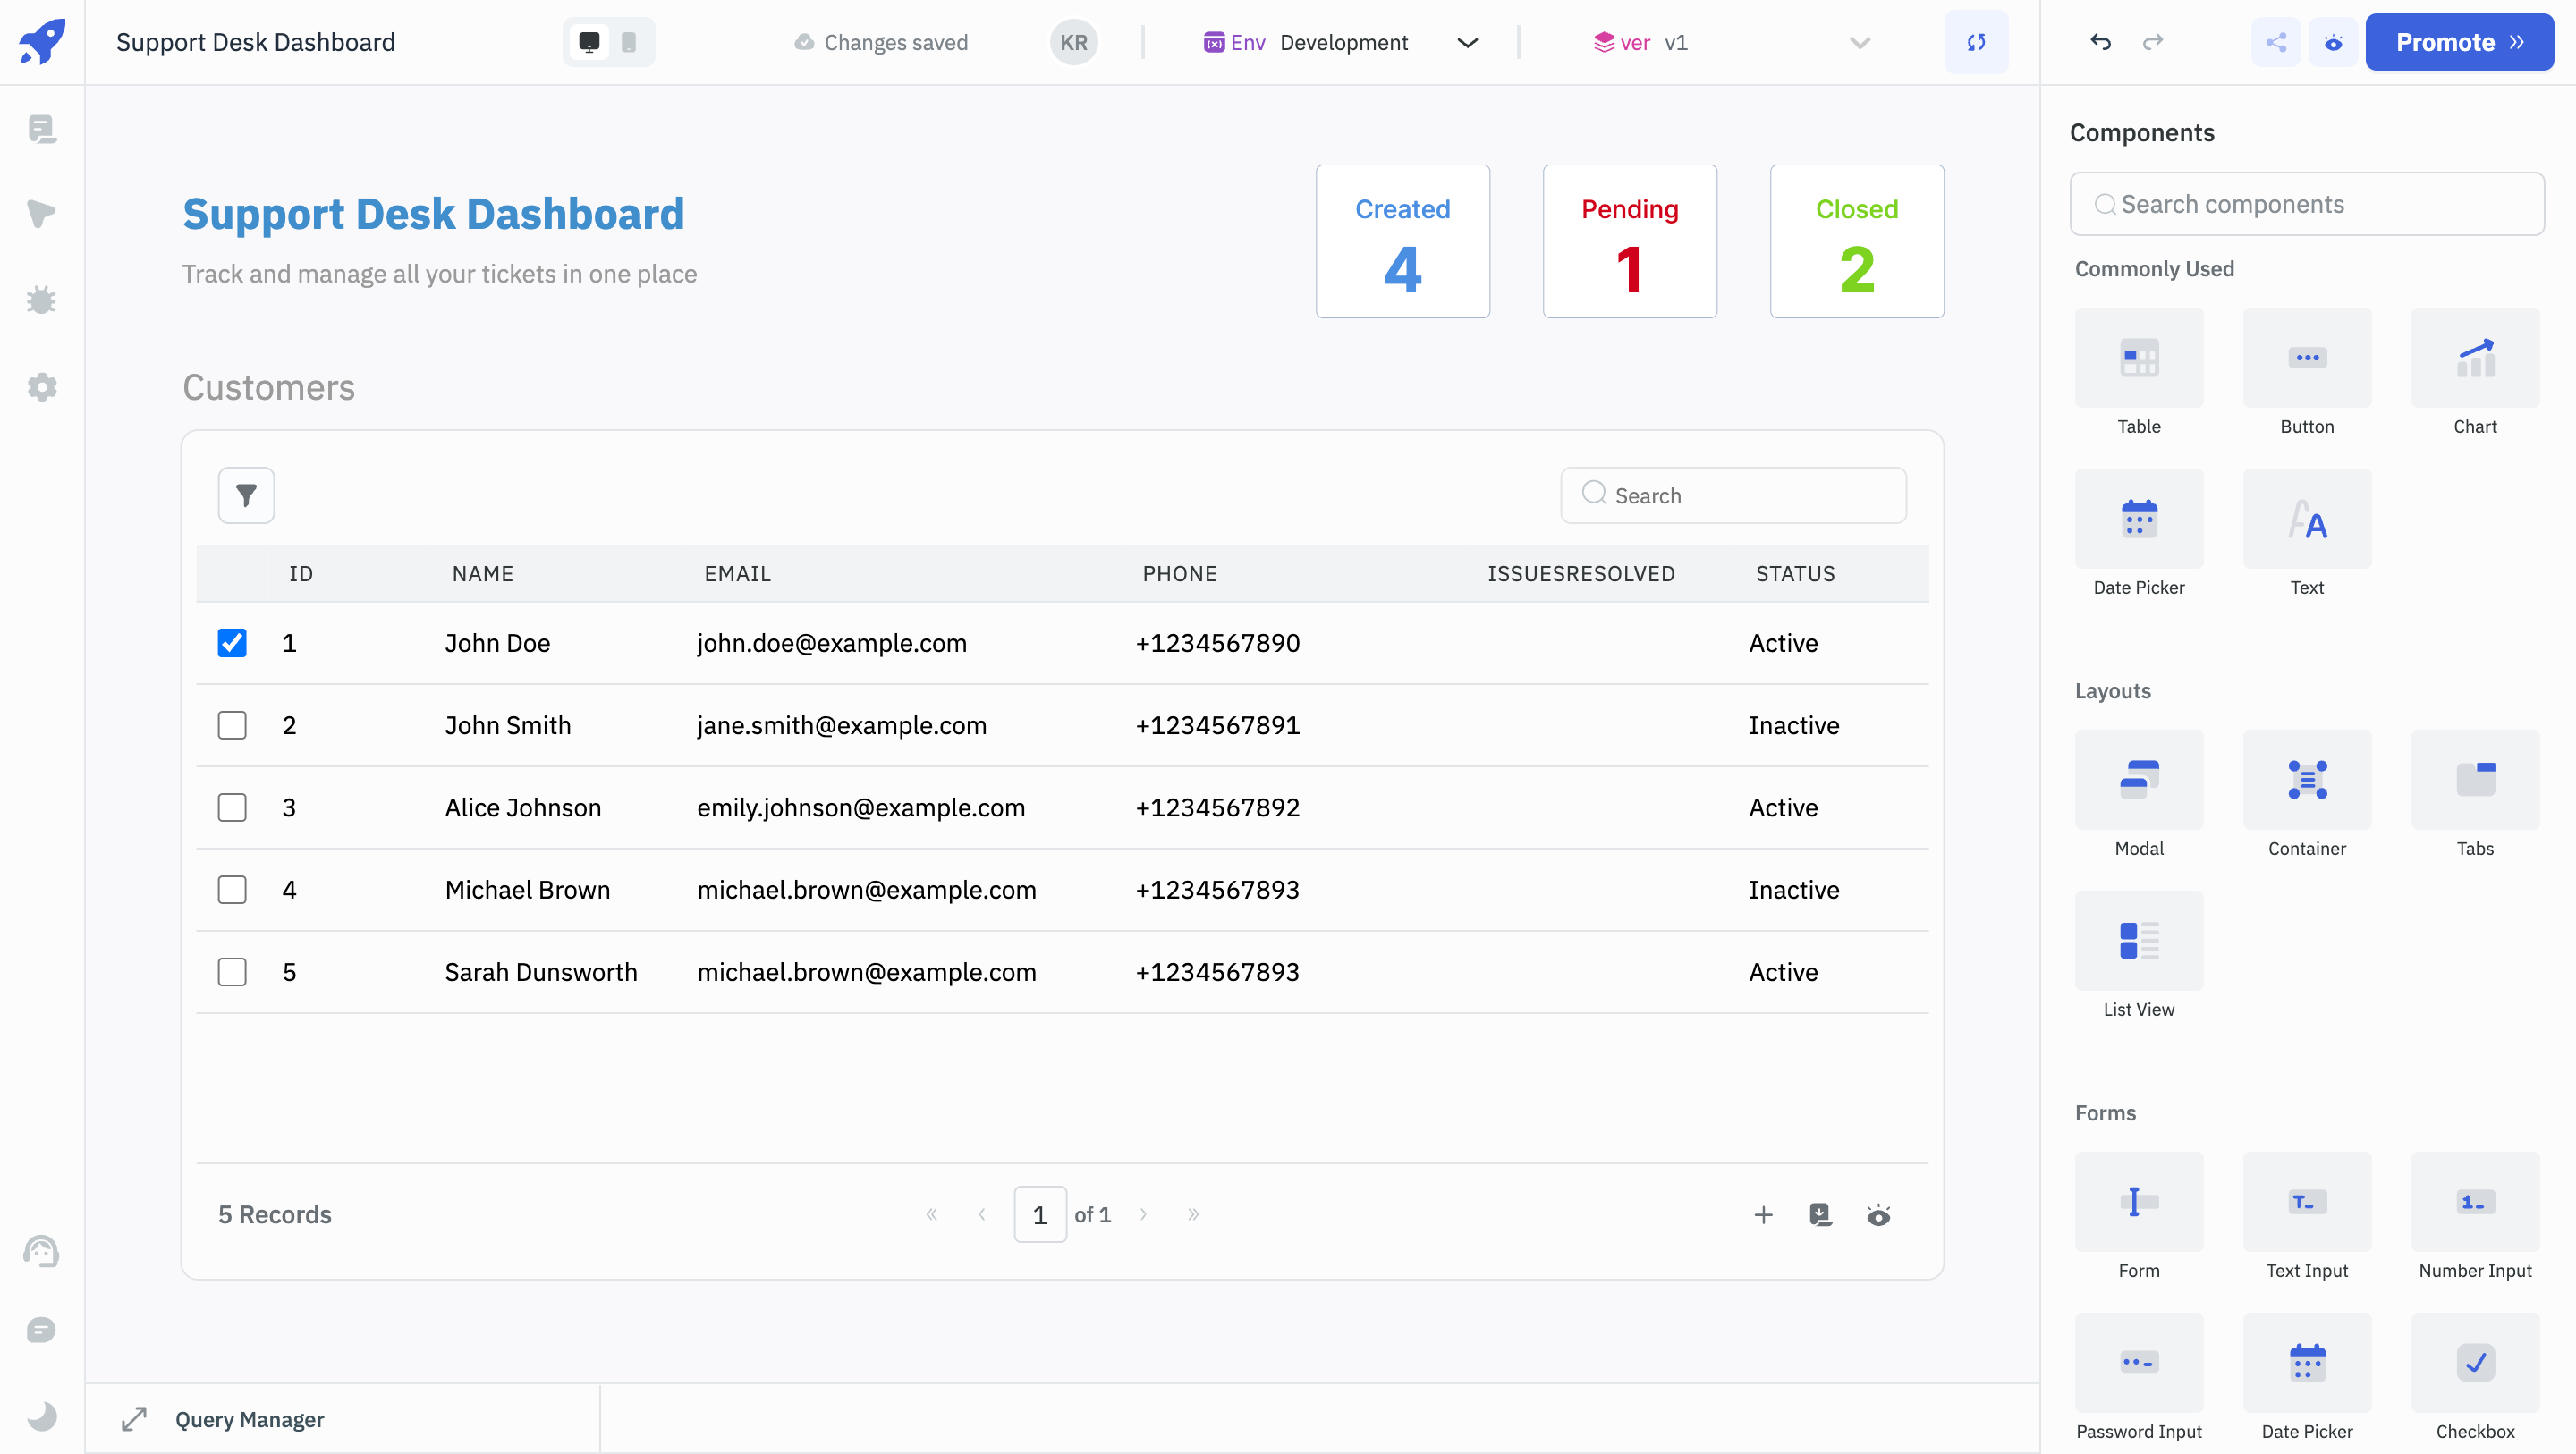 Support Desk Dashboard
Changes saved
KR
Env Development
ver v1
Promote
Support Desk Dashboard
Track and manage all your tickets in one place
Created
4
Pending
1
Closed
2
Customers
Search
ID NAME EMAIL PHONE ISSUESRESOLVED STATUS
1 John Doe john.doe@example.com +1234567890 Active
2 John Smith jane.smith@example.com +1234567891 Inactive
3 Alice Johnson emily.johnson@example.com +1234567892 Active
4 Michael Brown michael.brown@example.com +1234567893 Inactive
5 Sarah Dunsworth michael.brown@example.com +1234567893 Active
5 Records
1 of 1
Query Manager
Components
Search components
Commonly Used
Table Button Chart
Date Picker Text
Layouts
Modal Container Tabs
List View
Forms
Form Text Input Number Input
Password Input Date Picker Checkbox